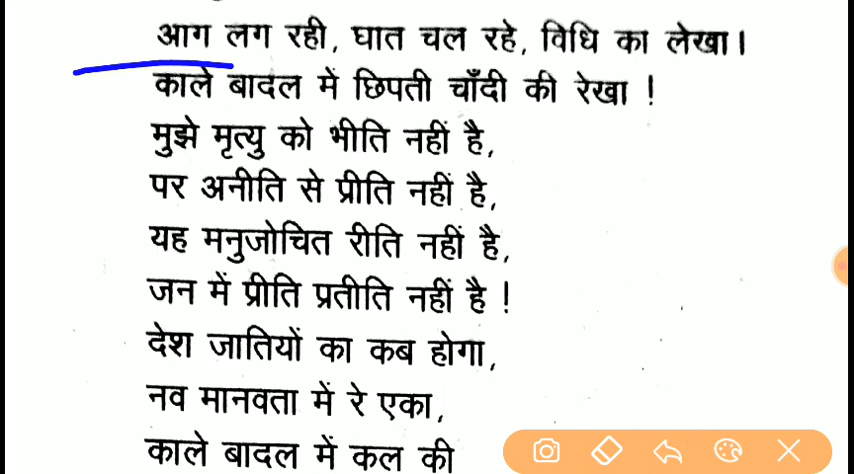 आग लग रही, घात चल रहे, विधि का लेखा।
काले बादल में छिपती चाँदी की रेखा !
मुझे मृत्यु को भीति नहीं है,
पर अनीति से प्रीति नहीं है,
यह मनुजोचित रीति नहीं है,
जन में प्रीति प्रतीति नहीं है !
देश जातियों का कब होगा,
नव मानवता में रे एका,
काले बादल में कल की